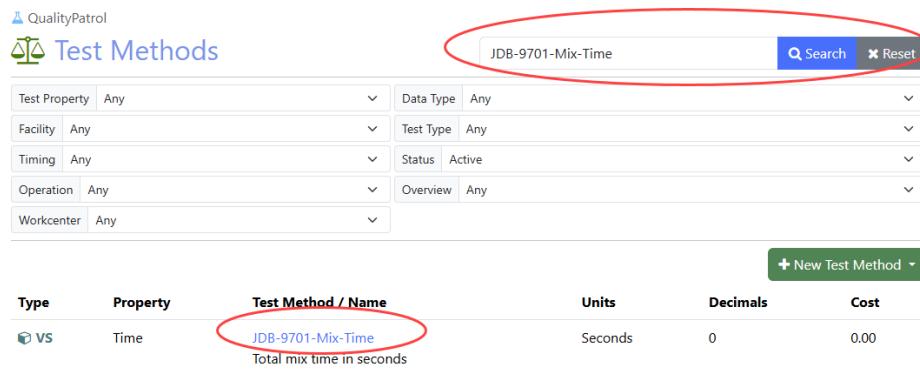 QualityPatrol
Test Methods
JDB-9701-Mix-Time Search Reset
Test Property Any Data Type Any
Facility Any Test Type Any
Timing Any Status Active
Operation Any Overview Any
Workcenter Any
New Test Method
Type Property Test Method / Name Units Decimals Cost
VS Time JDB-9701-Mix-Time Seconds 0 0.00
Total mix time in seconds